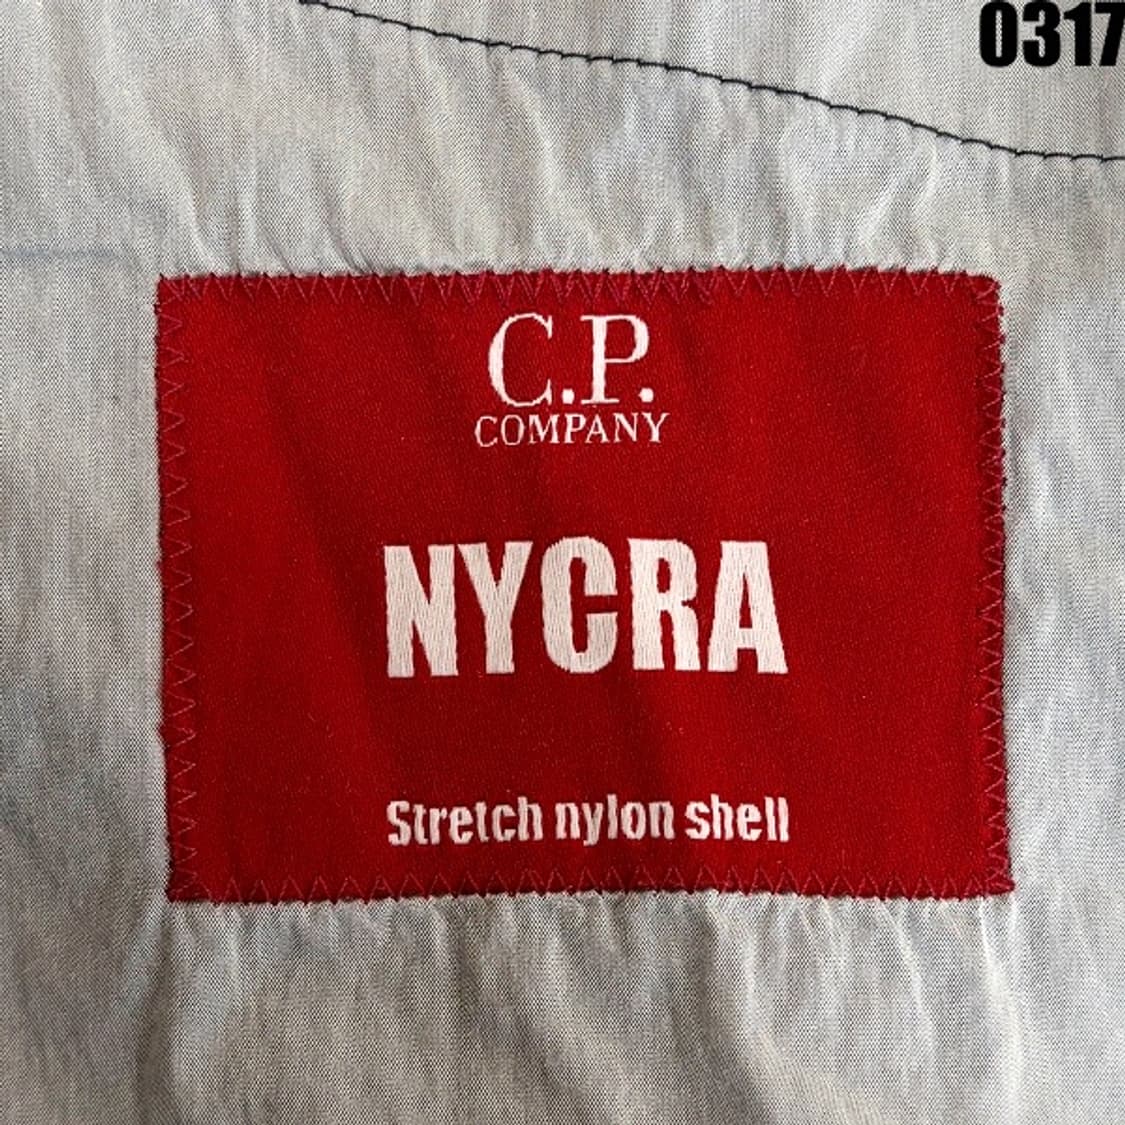 0317
C.P.
COMPANY
NYCRA
Stretch nylon shell